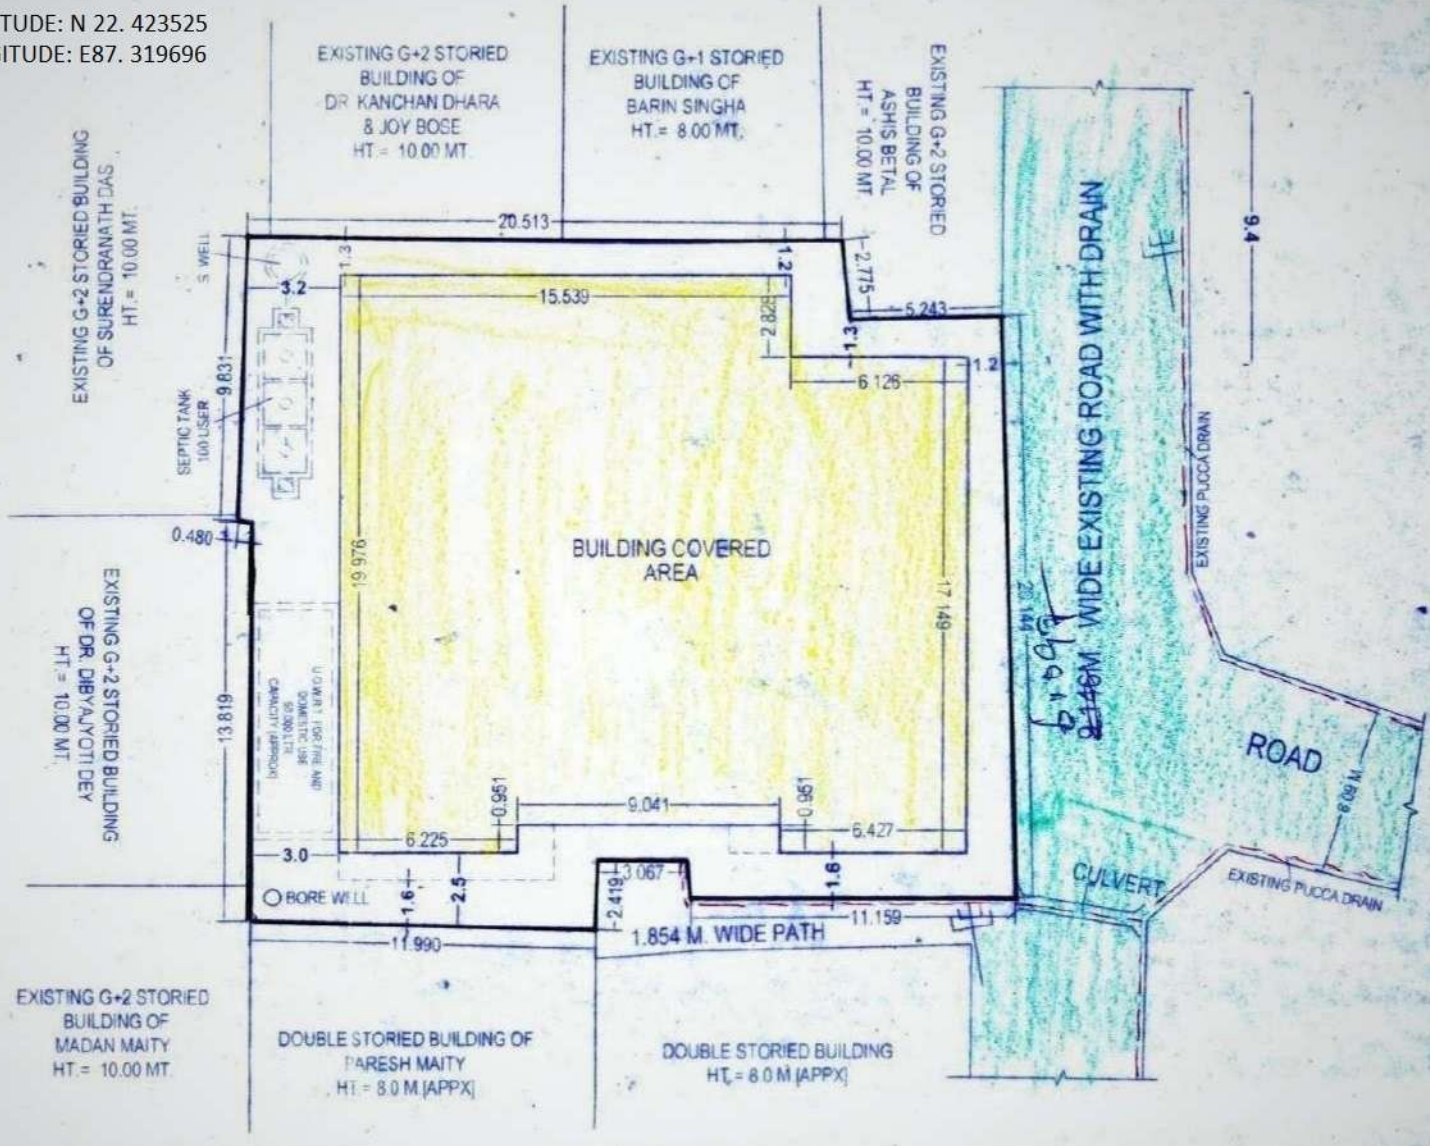 TUDE: N 22. 423525
ITUDE: E87. 319696
EXISTING G+2 STORIED
BUILDING OF
DR KANCHAN DHARA
& JOY BOSE
HT = 10.00 MT.
EXISTING G+1 STORIED
BUILDING OF
BARIN SINGHA
HT.= 8.00 MT.
EXISTING G+2 STORIED
BUILDING OF
ASHIS BETAL
HT.= 10.00 MT.
EXISTING G+2 STORIED BUILDING
OF SURENDRANATH DAS
HT.= 10.00 MT.
S. WELL
20.513
1.3
1.2
2.775
5.243
3.2
15.539
2.828
1.3
6.126
1.2
9.4
9.831
SEPTIC TANK
100 USER
0.480
19.976
BUILDING COVERED
AREA
17.149
WIDE EXISTING ROAD WITH DRAIN
9.146M.
EXISTING PUCCA DRAIN
EXISTING G+2 STORIED BUILDING
OF DR. DIBYAJYOTI DEY
HT.= 10.00 MT.
13.819
DOMESTIC USE
CAPACITY (APPROX)
ROAD
0.951
9.041
0.951
6.225
6.427
3.0
BORE WELL
1.6
2.5
2.419
3.067
1.6
11.159
11.990
1.854 M. WIDE PATH
CULVERT
EXISTING PUCCA DRAIN
EXISTING G+2 STORIED
BUILDING OF
MADAN MAITY
HT.= 10.00 MT.
DOUBLE STORIED BUILDING OF
PARESH MAITY
HT.= 8.0 M.[APPX]
DOUBLE STORIED BUILDING
HT.= 8.0 M [APPX]